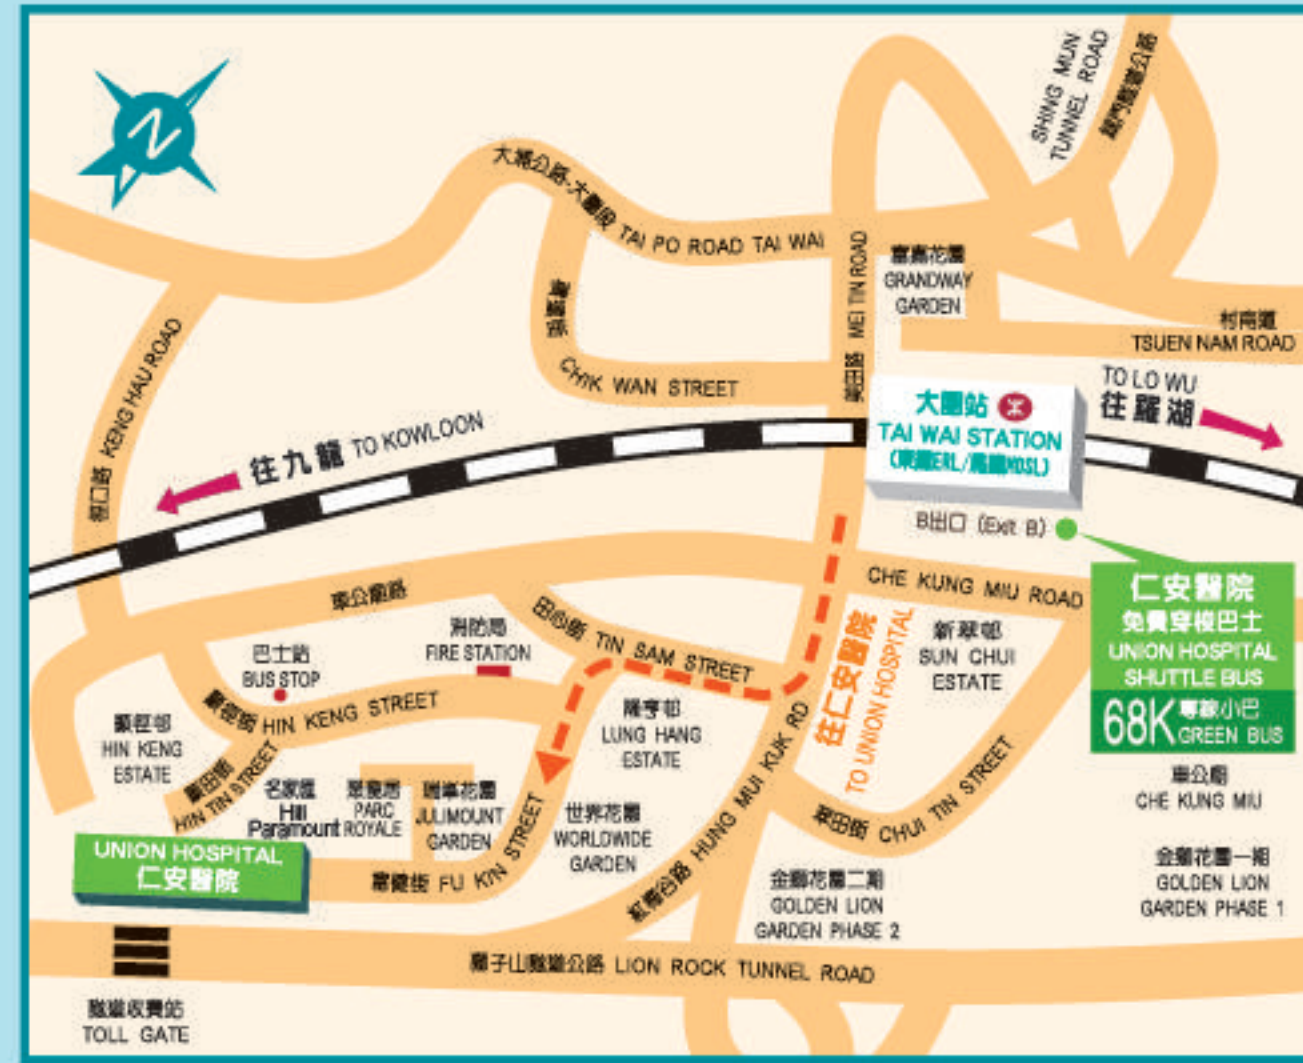 N
SHING MUN
TUNNEL ROAD
城門隧道公路
大埔公路-大圍段 TAI PO ROAD TAI WAI
美田路 MEI TIN ROAD
富嘉花園
GRANDWAY
GARDEN
村南道
TSUEN NAM ROAD
CHIK WAN STREET
徑口路 KENG HAU ROAD
往九龍 TO KOWLOON
大圍站
TAI WAI STATION
TO LO WU
往羅湖
B出口 (Exit B)
車公廟路
CHE KUNG MIU ROAD
仁安醫院
免費穿梭巴士
UNION HOSPITAL
SHUTTLE BUS
68K 專線小巴
GREEN BUS
田心街 TIN SAM STREET
消防局
FIRE STATION
巴士站
BUS STOP
往仁安醫院
TO UNION HOSPITAL
新翠邨
SUN CHUI
ESTATE
顯徑街 HIN KENG STREET
顯徑邨
HIN KENG
ESTATE
隆亨邨
LUNG HANG
ESTATE
顯田街
HIN TIN STREET
名家匯
Hill
Paramount
聚龍居
PARC
ROYALE
瑞峯花園
JULIMOUNT
GARDEN
世界花園
WORLDWIDE
GARDEN
紅梅谷路 HUNG MUI KUK RD
翠田街 CHUI TIN STREET
車公廟
CHE KUNG MIU
UNION HOSPITAL
仁安醫院
富健街 FU KIN STREET
金獅花園二期
GOLDEN LION
GARDEN PHASE 2
金獅花園一期
GOLDEN LION
GARDEN PHASE 1
獅子山隧道公路 LION ROCK TUNNEL ROAD
隧道收費站
TOLL GATE